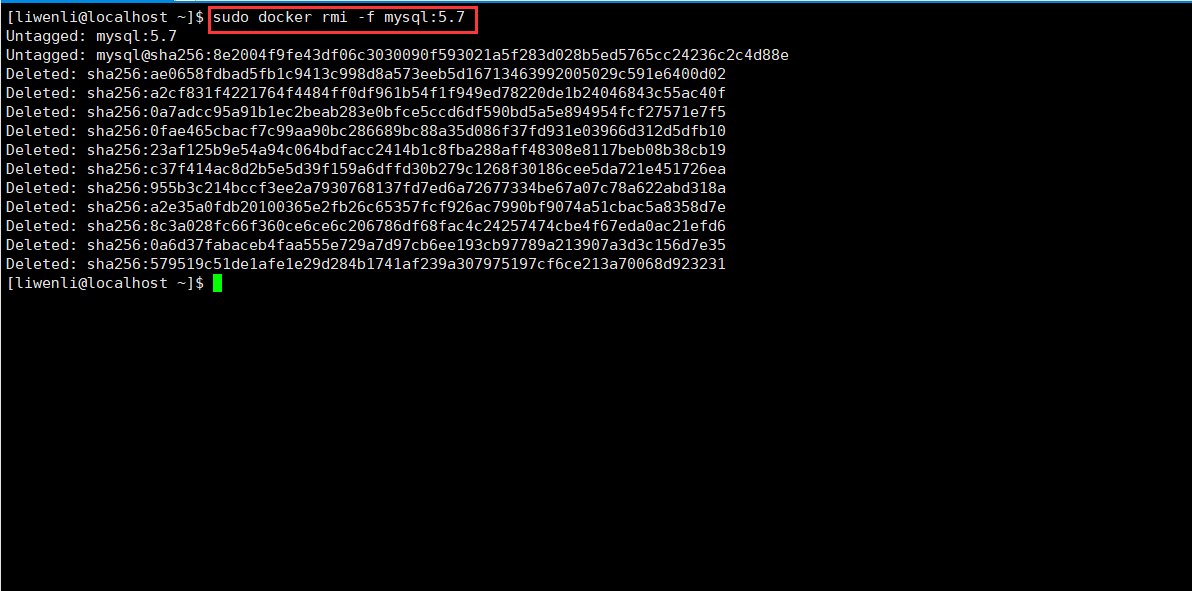 [liwenli@localhost ~]$ sudo docker rmi -f mysql:5.7
Untagged: mysql:5.7
Untagged: mysql@sha256:8e2004f9fe43df06c3030090f593021a5f283d028b5ed5765cc24236c2c4d88e
Deleted: sha256:ae0658fdbad5fb1c9413c998d8a573eeb5d16713463992005029c591e6400d02
Deleted: sha256:a2cf831f4221764f4484ff0df961b54f1f949ed78220de1b24046843c55ac40f
Deleted: sha256:0a7adcc95a91b1ec2beab283e0bfce5ccd6df590bd5a5e894954fcf27571e7f5
Deleted: sha256:0fae465cbacf7c99aa90bc286689bc88a35d086f37fd931e03966d312d5dfb10
Deleted: sha256:23af125b9e54a94c064bdfacc2414b1c8fba288aff48308e8117beb08b38cb19
Deleted: sha256:c37f414ac8d2b5e5d39f159a6dffd30b279c1268f30186cee5da721e451726ea
Deleted: sha256:955b3c214bccf3ee2a7930768137fd7ed6a72677334be67a07c78a622abd318a
Deleted: sha256:a2e35a0fdb20100365e2fb26c65357fcf926ac7990bf9074a51cbac5a8358d7e
Deleted: sha256:8c3a028fc66f360ce6ce6c206786df68fac4c24257474cbe4f67eda0ac21efd6
Deleted: sha256:0a6d37fabaceb4faa555e729a7d97cb6ee193cb97789a213907a3d3c156d7e35
Deleted: sha256:579519c51de1afe1e29d284b1741af239a307975197cf6ce213a70068d923231
[liwenli@localhost ~]$